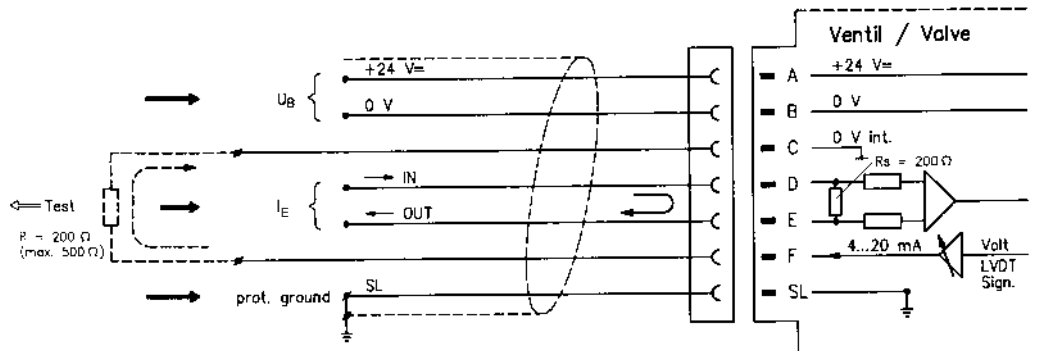 Ventil / Valve
+24 V=
A
+24 V=
U_B
0 V
B
0 V
C
0 V int.
Rs = 200 Ω
IN
D
Test
I_E
OUT
E
R = 200 Ω
(max. 500 Ω)
F
4...20 mA
Volt
LVDT
Sign.
prot. ground
SL
SL